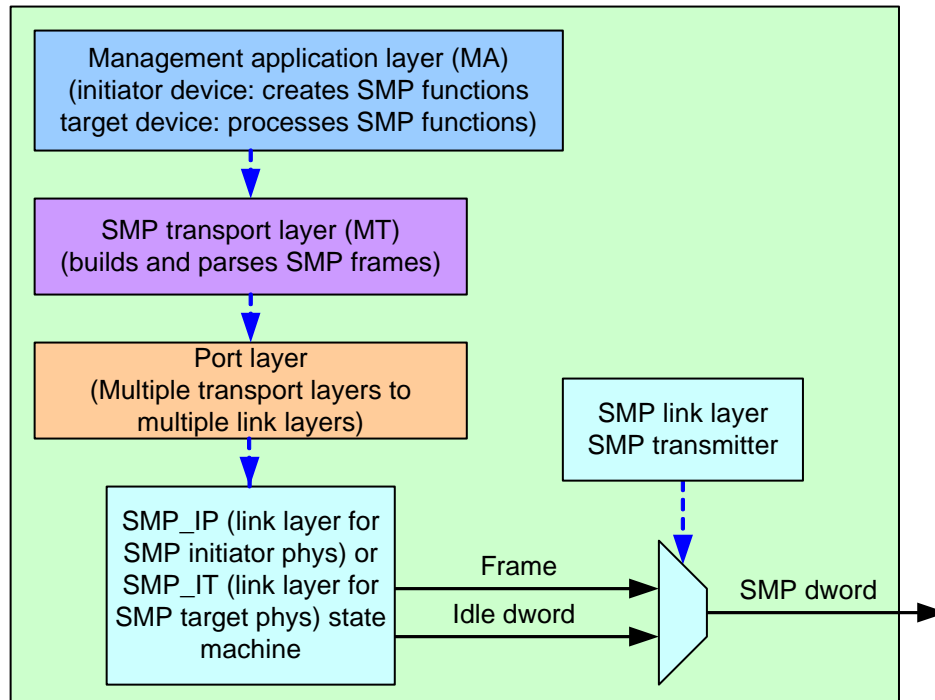 Management application layer (MA)
(initiator device: creates SMP functions
target device: processes SMP functions)
SMP transport layer (MT)
(builds and parses SMP frames)
Port layer
(Multiple transport layers to
multiple link layers)
SMP link layer
SMP transmitter
SMP_IP (link layer for
SMP initiator phys) or
SMP_IT (link layer for
SMP target phys) state
machine
Frame
Idle dword
SMP dword